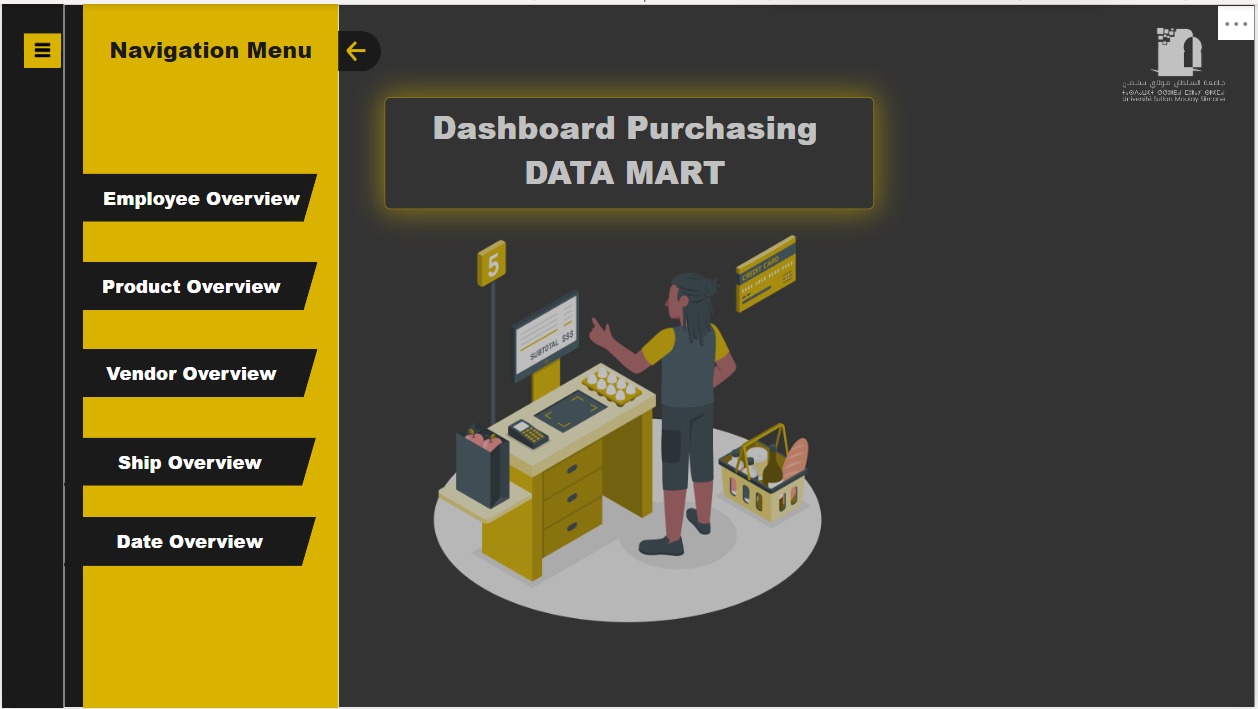 Navigation Menu
Employee Overview
Product Overview
Vendor Overview
Ship Overview
Date Overview
Dashboard Purchasing
DATA MART
5
SUBTOTAL $$$
CREDIT CARD
جامعة السلطان مولاي سليمان
Université Sultan Moulay Slimane